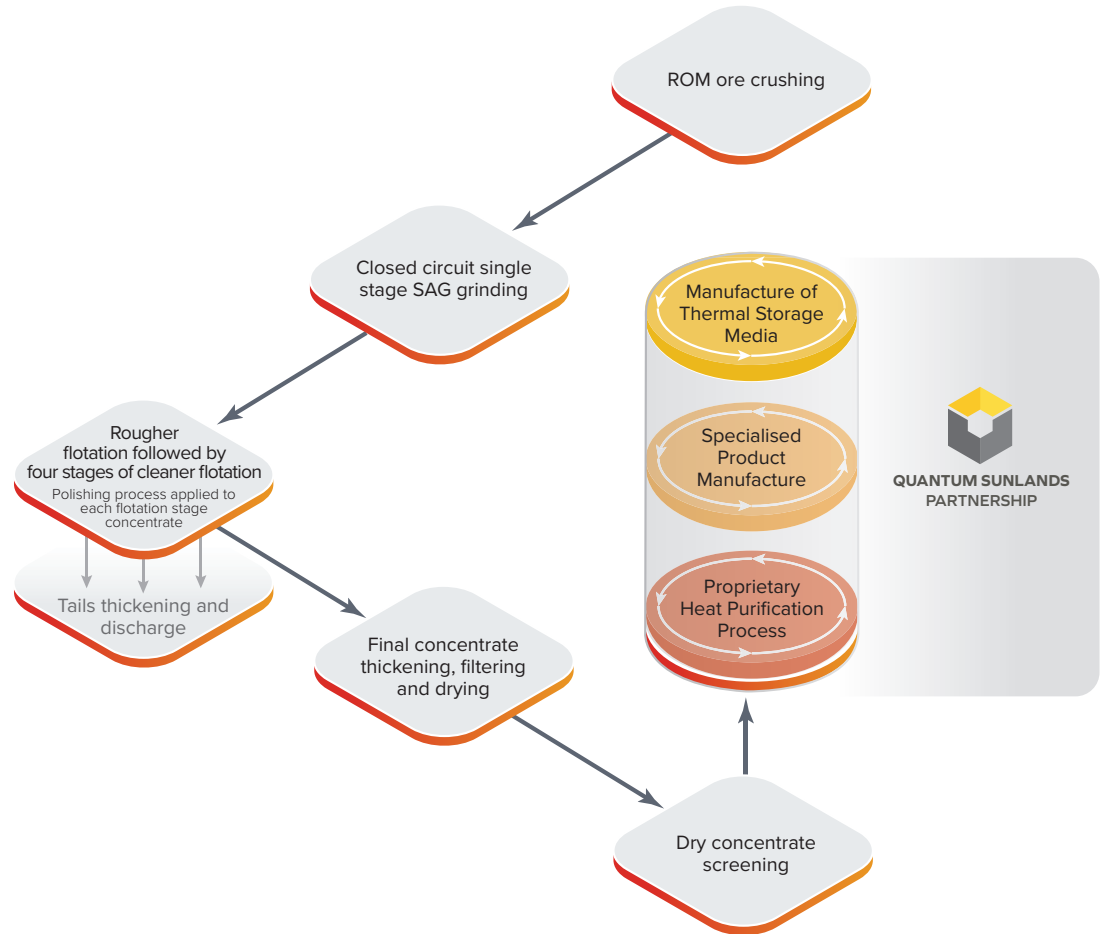 ROM ore crushing
Closed circuit single
stage SAG grinding
Rougher
flotation followed by
four stages of cleaner flotation
Polishing process applied to
each flotation stage
concentrate
Tails thickening and
discharge
Final concentrate
thickening, filtering
and drying
Dry concentrate
screening
Manufacture of
Thermal Storage
Media
Specialised
Product
Manufacture
Proprietary
Heat Purification
Process
QUANTUM SUNLANDS
PARTNERSHIP